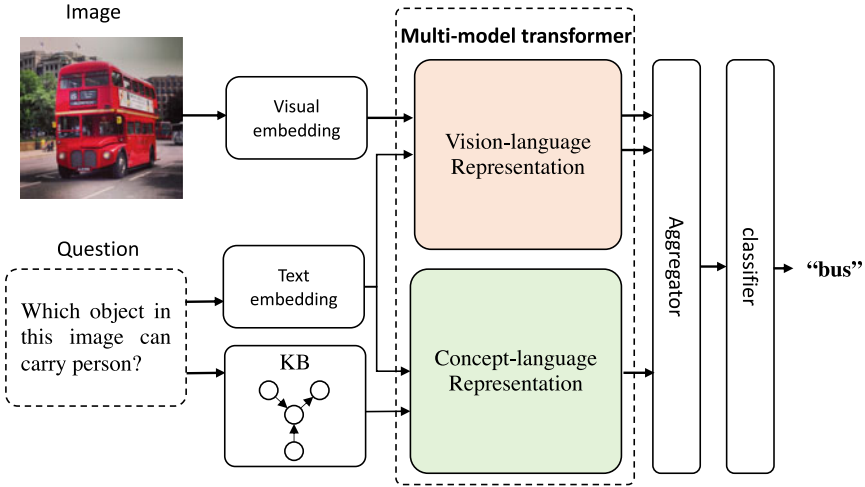 Image
Multi-model transformer
Visual
embedding
Vision-language
Representation
Question
Which object in
this image can
carry person?
Text
embedding
KB
Concept-language
Representation
Aggregator
classifier
“bus”